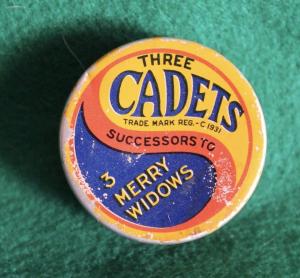 THREE
CADETS
TRADE MARK REG.-C 1931
SUCCESSORS TO
3
MERRY
WIDOWS